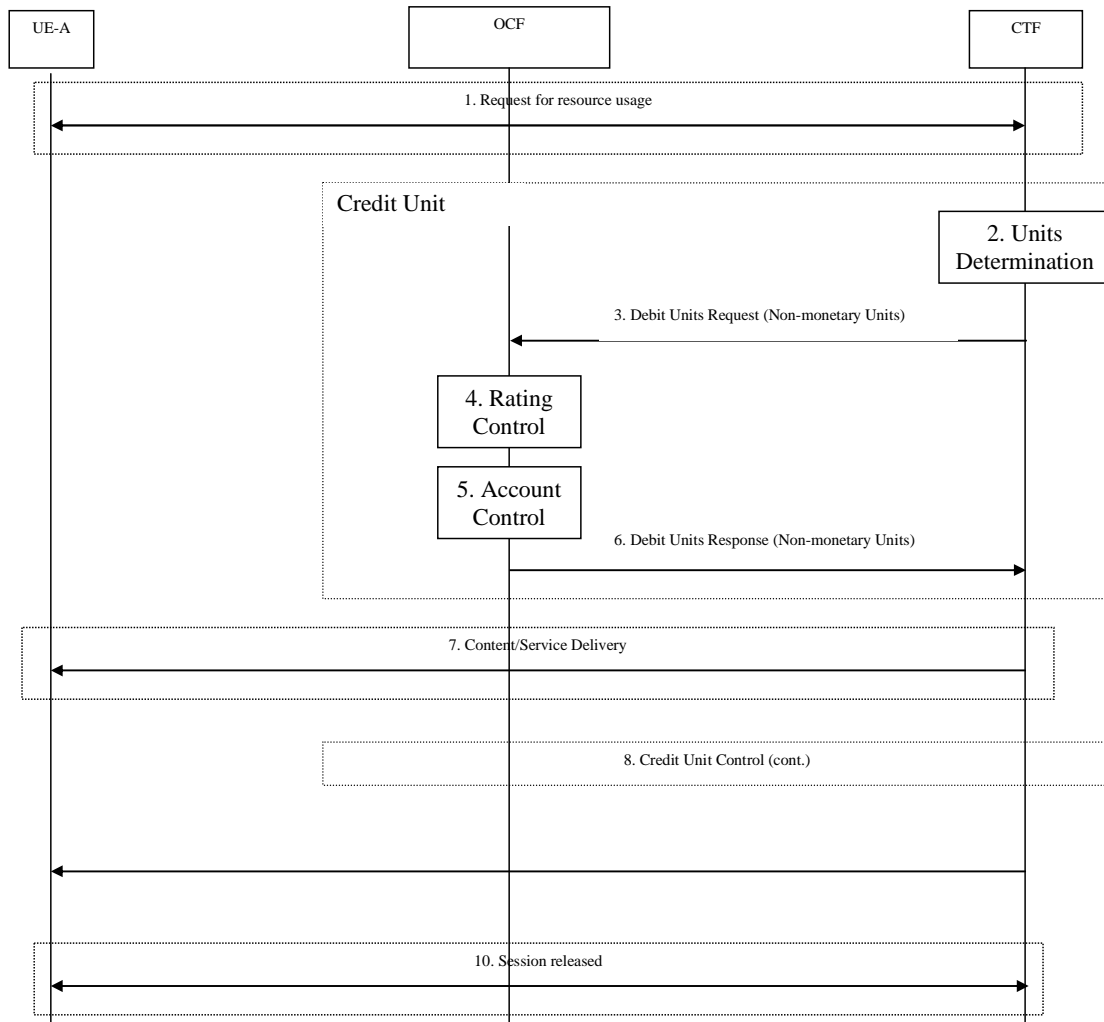 UE-A
OCF
CTF
1. Request for resource usage
Credit Unit
2. Units
Determination
3. Debit Units Request (Non-monetary Units)
4. Rating
Control
5. Account
Control
6. Debit Units Response (Non-monetary Units)
7. Content/Service Delivery
8. Credit Unit Control (cont.)
10. Session released